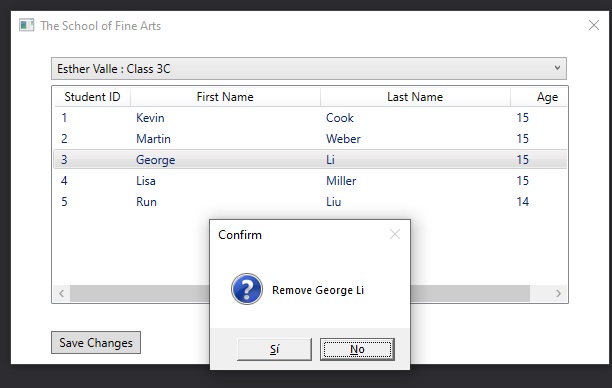 The School of Fine Arts
Esther Valle : Class 3C
Student ID First Name Last Name Age
1 Kevin Cook 15
2 Martin Weber 15
3 George Li 15
4 Lisa Miller 15
5 Run Liu 14
Confirm
Remove George Li
Sí No
Save Changes